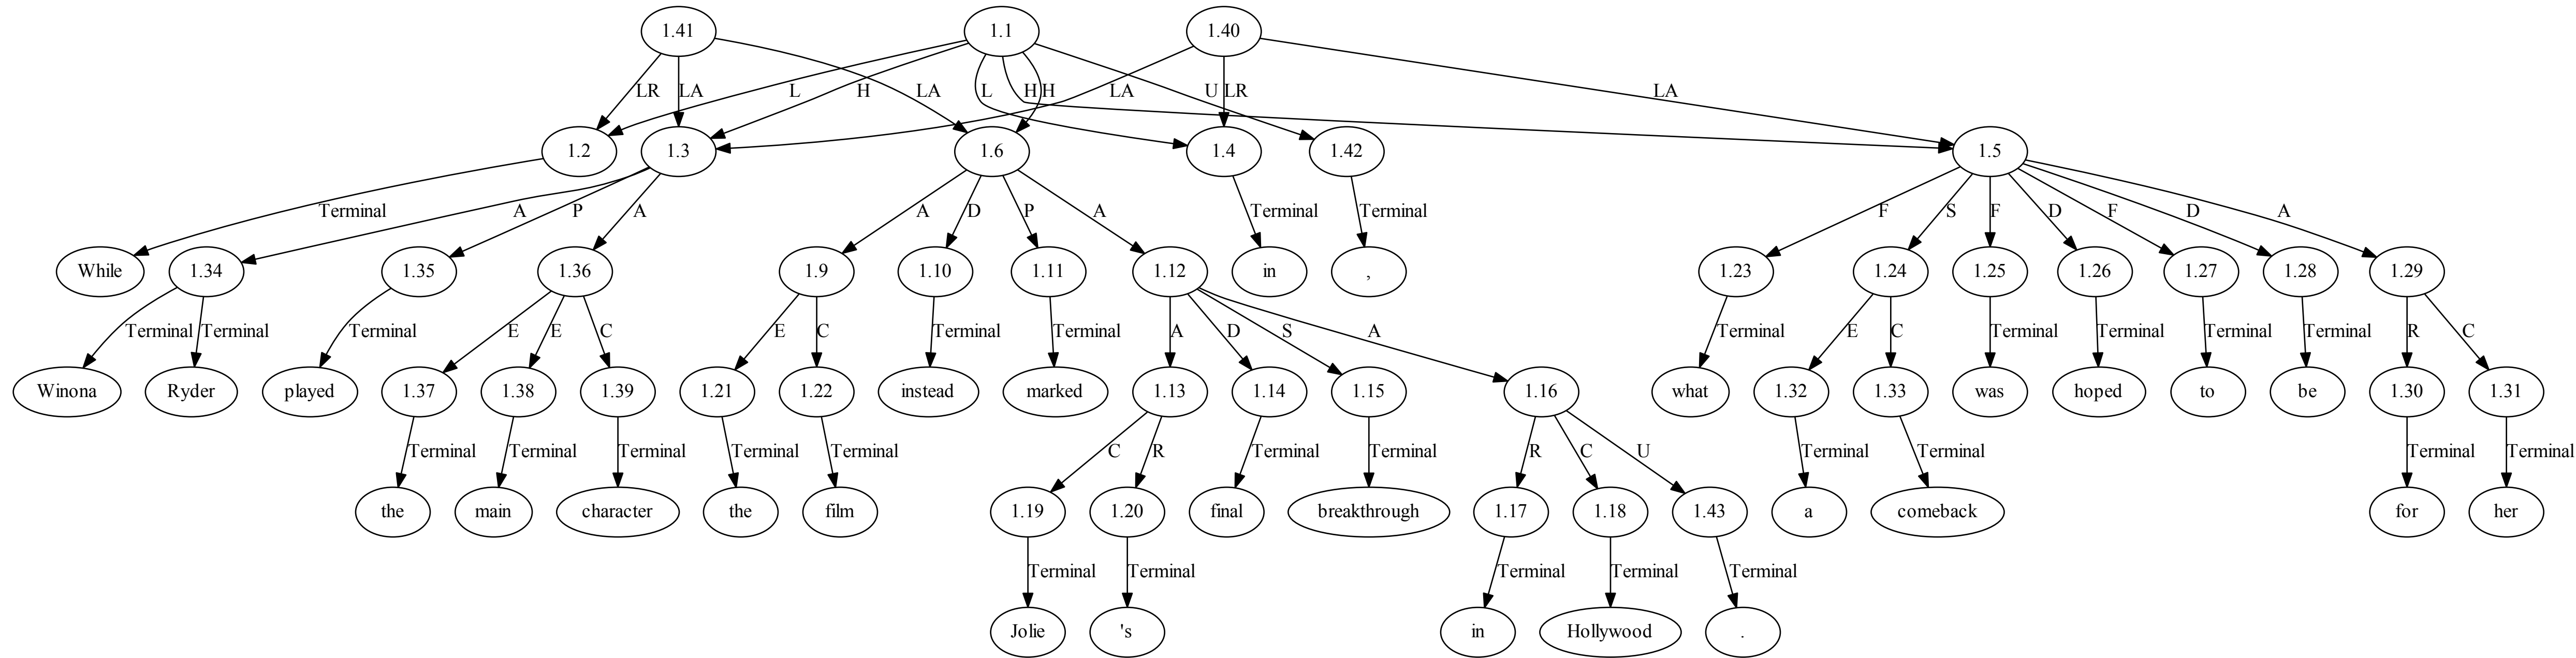 1.41 1.1 1.40
LR LA L H LA L H H U LR LA LA
1.2 1.3 1.6 1.4 1.42 1.5
Terminal A P A A D P A Terminal Terminal F S F D F D A
While 1.34 1.35 1.36 1.9 1.10 1.11 1.12 in , 1.23 1.24 1.25 1.26 1.27 1.28 1.29
Terminal Terminal Terminal E E C E C Terminal Terminal A D S A Terminal E C Terminal Terminal Terminal Terminal R C
Winona Ryder played 1.37 1.38 1.39 1.21 1.22 instead marked 1.13 1.14 1.15 1.16 what 1.32 1.33 was hoped to be 1.30 1.31
Terminal Terminal Terminal Terminal Terminal C R Terminal Terminal R C U Terminal Terminal Terminal Terminal
the main character the film 1.19 1.20 final breakthrough 1.17 1.18 1.43 a comeback for her
Terminal Terminal Terminal Terminal Terminal
Jolie 's in Hollywood .